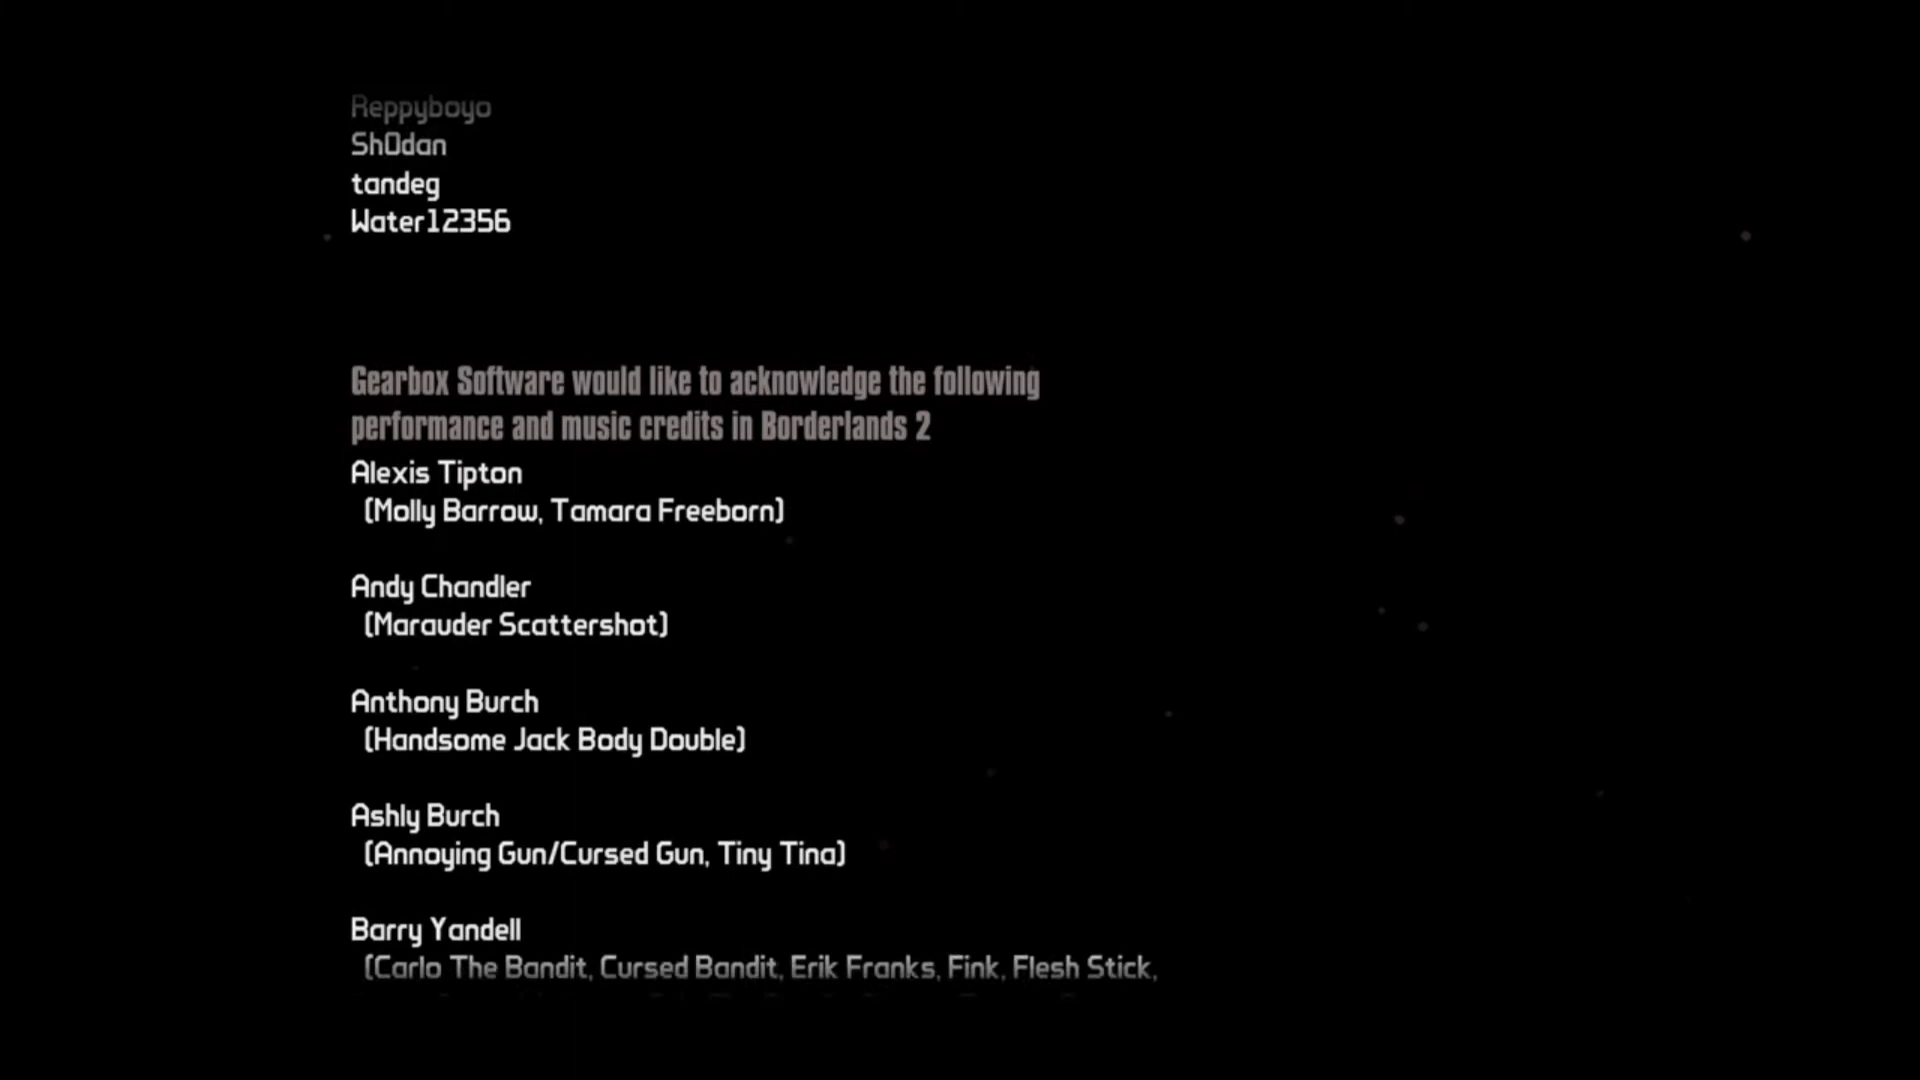 Reppyboyo
Sh0dan
tandeg
Water12356
Gearbox Software would like to acknowledge the following
performance and music credits in Borderlands 2
Alexis Tipton
(Molly Barrow, Tamara Freeborn)
Andy Chandler
(Marauder Scattershot)
Anthony Burch
(Handsome Jack Body Double)
Ashly Burch
(Annoying Gun/Cursed Gun, Tiny Tina)
Barry Yandell
(Carlo The Bandit, Cursed Bandit, Erik Franks, Fink, Flesh Stick,